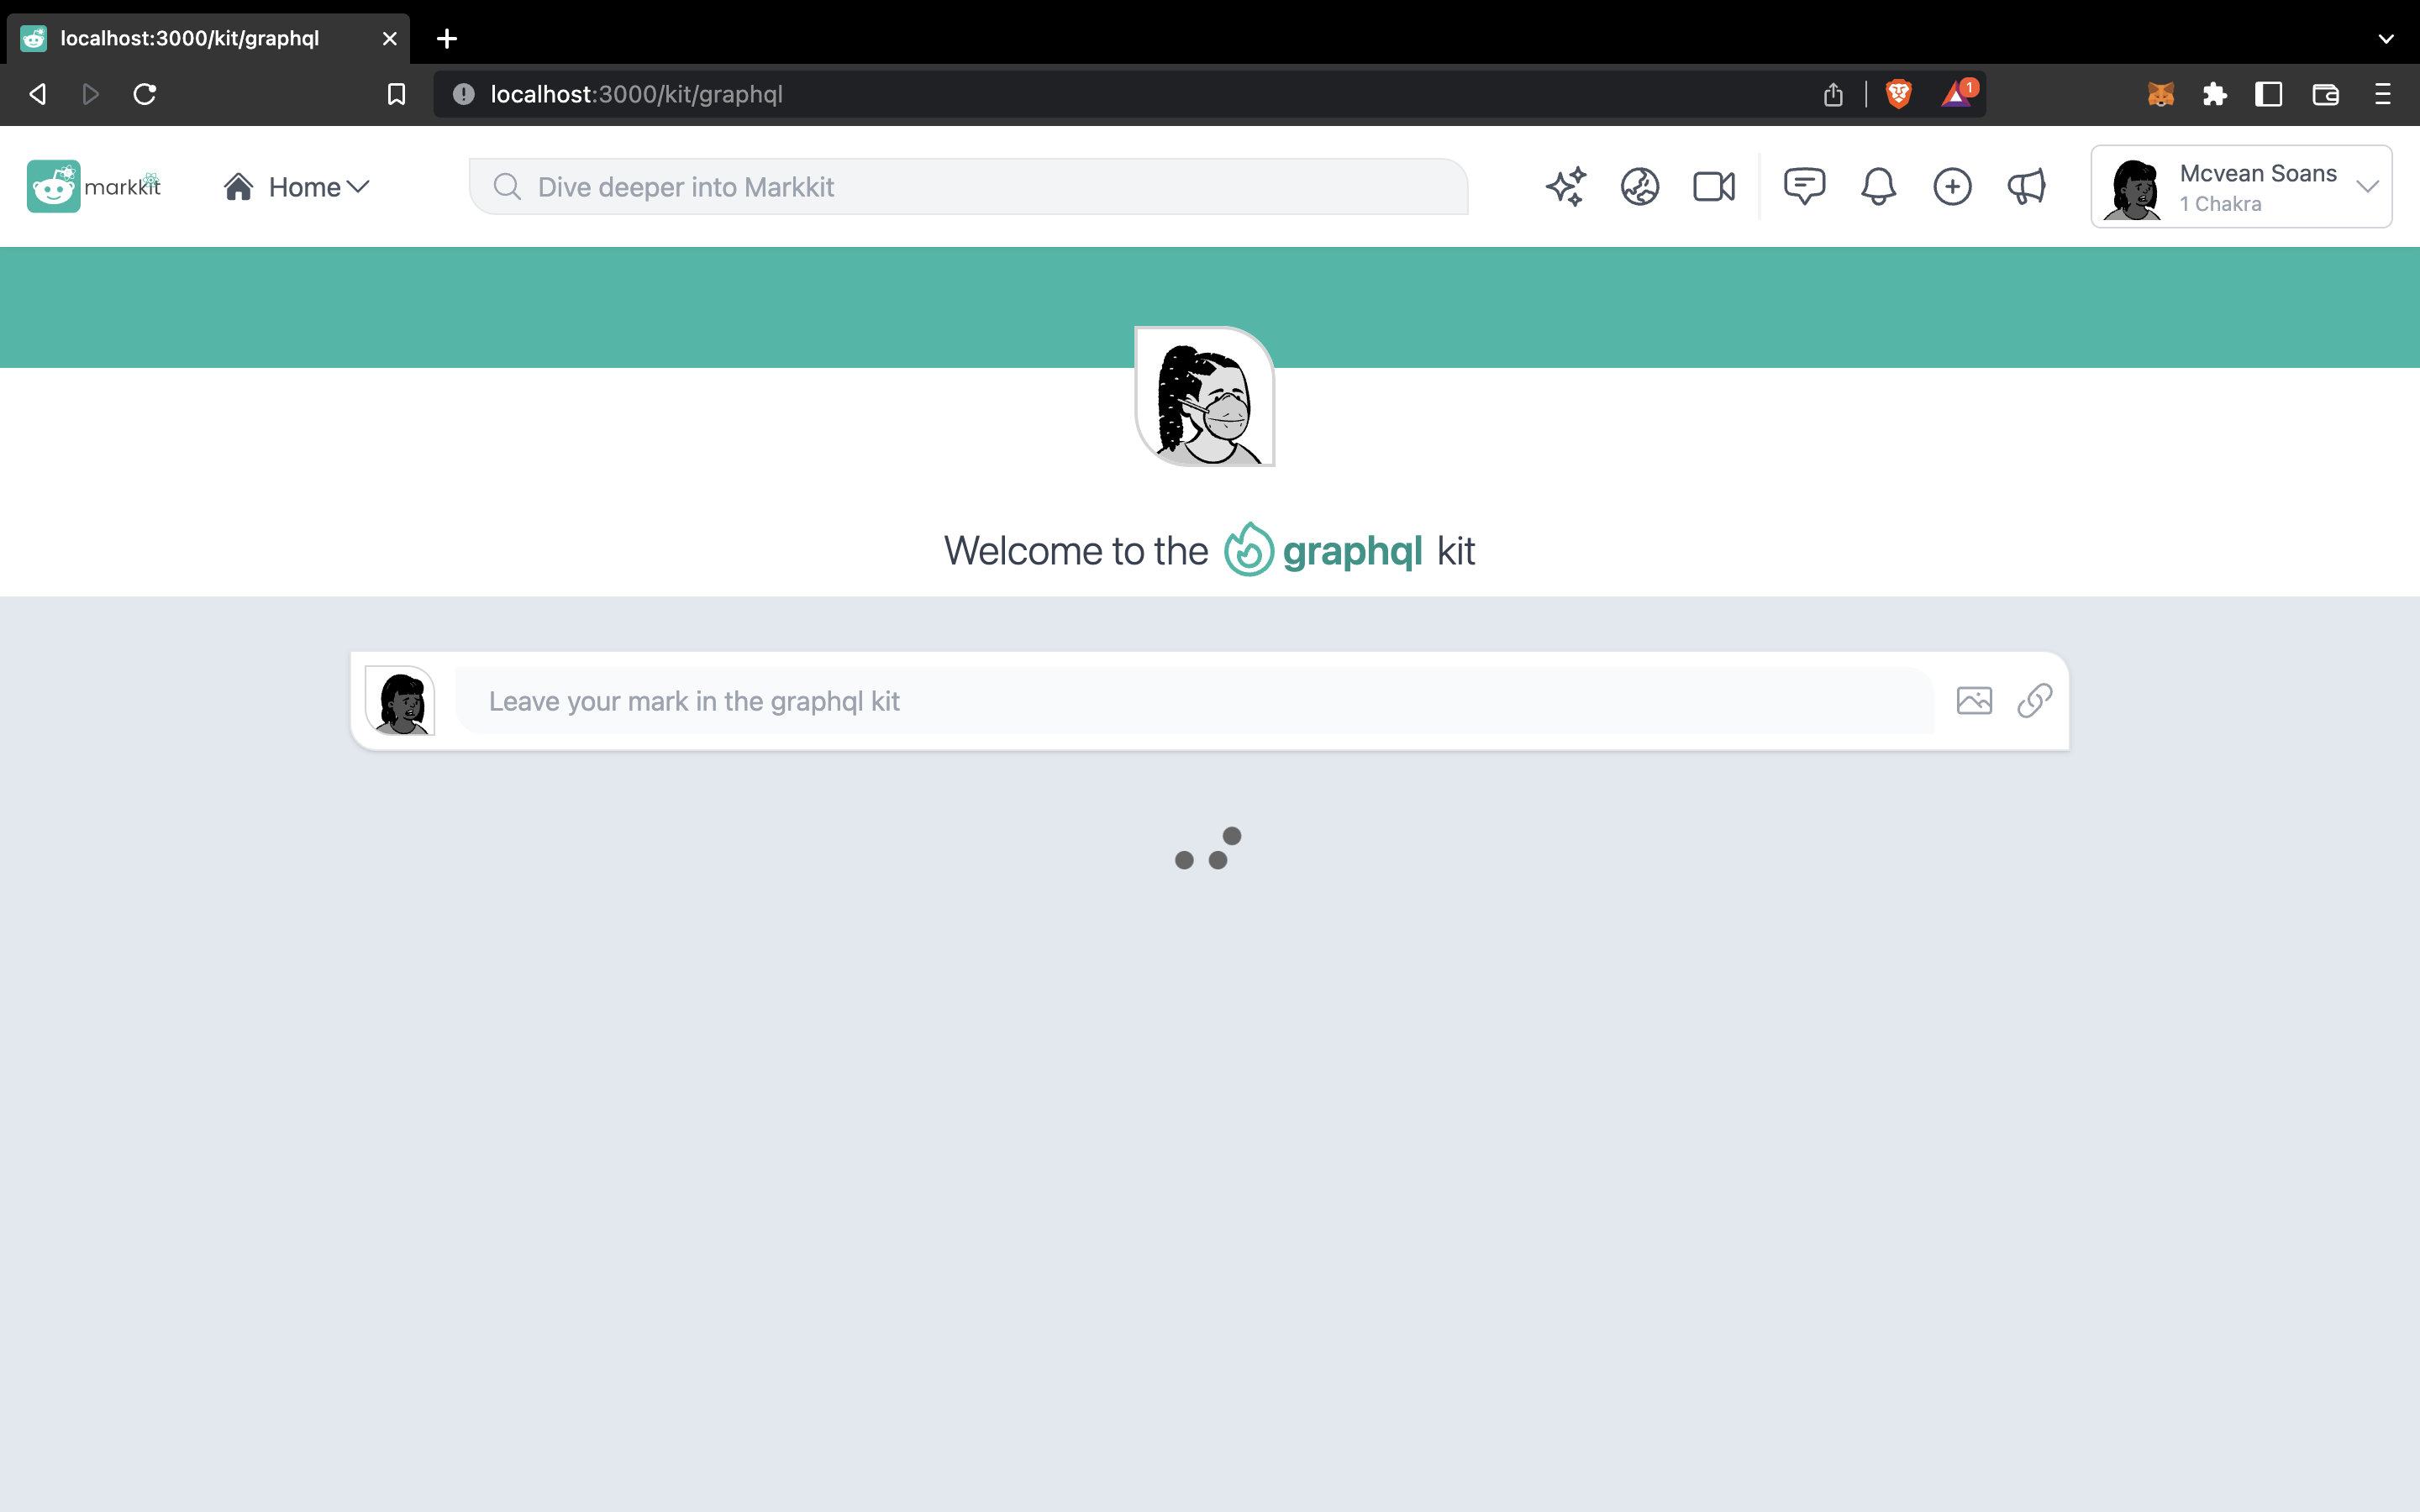 localhost:3000/kit/graphql
localhost:3000/kit/graphql
1
markkit
Home
Dive deeper into Markkit
Mcvean Soans
1 Chakra
Welcome to the graphql kit
Leave your mark in the graphql kit